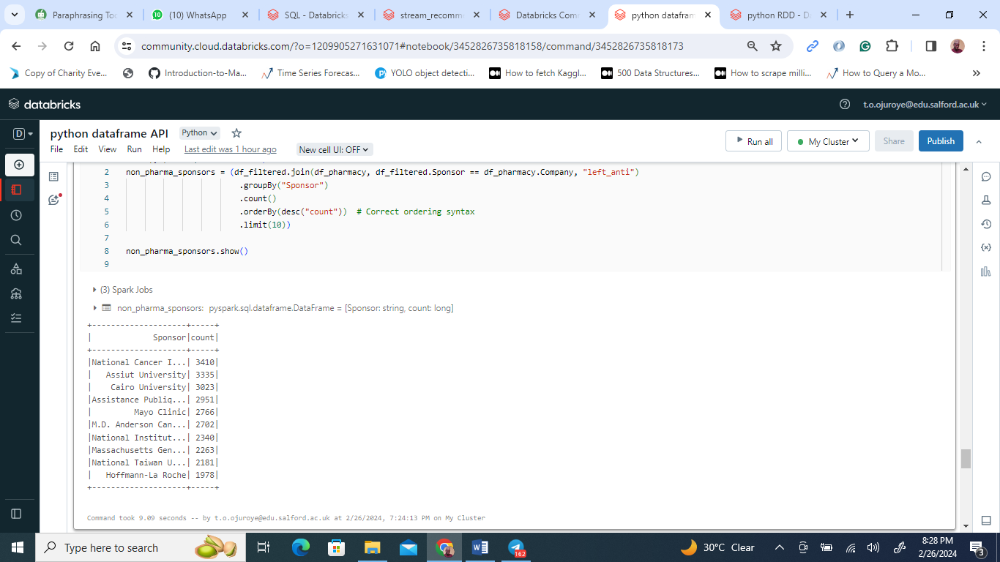 Paraphrasing Too
(10) WhatsApp
SQL - Databricks
stream_recomm
Databricks Com
python datafram
python RDD - Da
community.cloud.databricks.com/?o=1209905271631071#notebook/3452826735818158/command/3452826735818173
Copy of Charity Eve...
Introduction-to-Ma...
Time Series Forecas...
YOLO object detecti...
How to fetch Kaggl...
500 Data Structures...
How to scrape milli...
How to Query a Mo...
databricks
t.o.ojuroye@edu.salford.ac.uk
D
python dataframe API
Python
File Edit View Run Help Last edit was 1 hour ago New cell UI: OFF
Run all
My Cluster
Share
Publish
2 non_pharma_sponsors = (df_filtered.join(df_pharmacy, df_filtered.Sponsor == df_pharmacy.Company, "left_anti")
3 .groupBy("Sponsor")
4 .count()
5 .orderBy(desc("count")) # Correct ordering syntax
6 .limit(10))
7
8 non_pharma_sponsors.show()
9
(3) Spark Jobs
non_pharma_sponsors: pyspark.sql.dataframe.DataFrame = [Sponsor: string, count: long]
+--------------------+-----+
|             Sponsor|count|
+--------------------+-----+
|National Cancer I...| 3410|
|   Assiut University| 3335|
|    Cairo University| 3023|
|Assistance Publiq...| 2951|
|         Mayo Clinic| 2766|
|M.D. Anderson Can...| 2702|
|National Institut...| 2340|
|Massachusetts Gen...| 2263|
|National Taiwan U...| 2181|
|   Hoffmann-La Roche| 1978|
+--------------------+-----+
Command took 9.09 seconds -- by t.o.ojuroye@edu.salford.ac.uk at 2/26/2024, 7:24:13 PM on My Cluster
Type here to search
162
30°C Clear
8:28 PM
2/26/2024
3